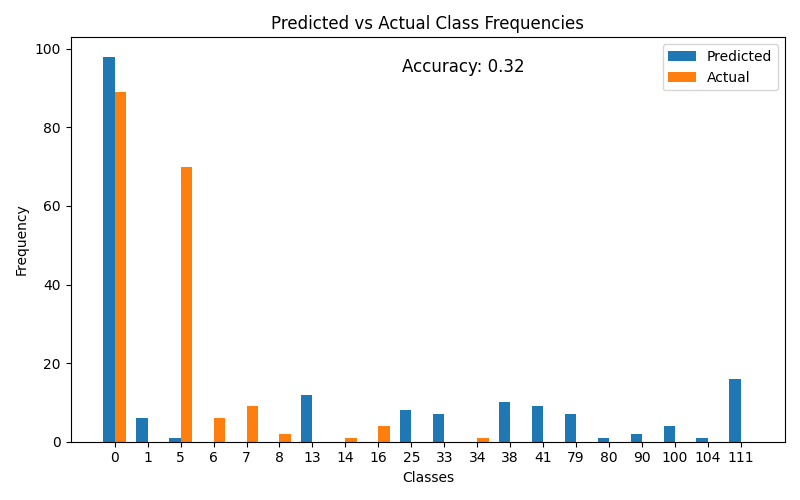 Predicted vs Actual Class Frequencies
Accuracy: 0.32
Predicted
Actual
100
80
60
40
20
0
Frequency
0 1 5 6 7 8 13 14 16 25 33 34 38 41 79 80 90 100 104 111
Classes